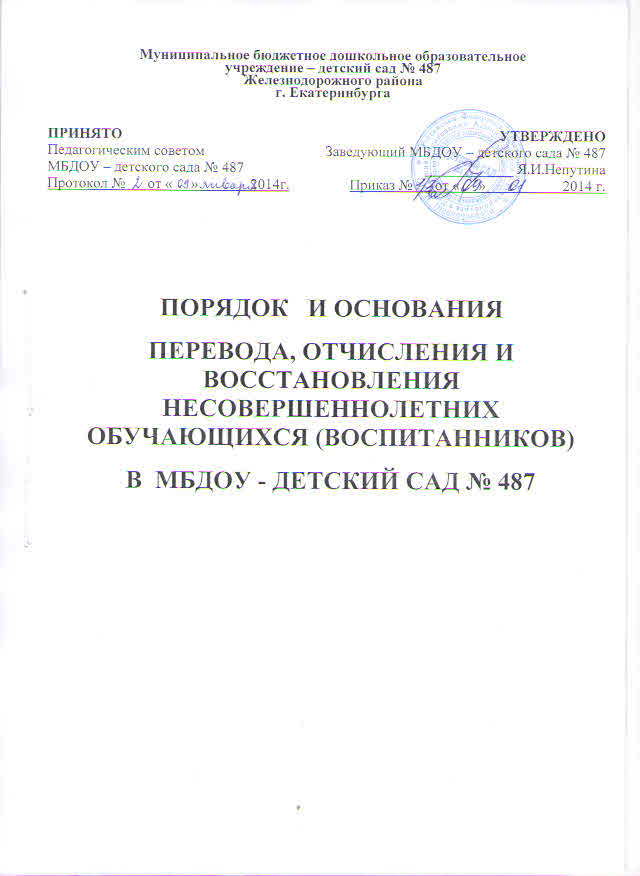 Муниципальное бюджетное дошкольное образовательное
учреждение – детский сад № 487
Железнодорожного района
г. Екатеринбурга
ПРИНЯТО
Педагогическим советом
МБДОУ – детского сада № 487
Протокол № 2 от « 09 » января 2014г.
УТВЕРЖДЕНО
Заведующий МБДОУ – детского сада № 487
Я.И.Непутина
Приказ № от « 09 » 01 2014 г.
ПОРЯДОК И ОСНОВАНИЯ
ПЕРЕВОДА, ОТЧИСЛЕНИЯ И
ВОССТАНОВЛЕНИЯ
НЕСОВЕРШЕННОЛЕТНИХ
ОБУЧАЮЩИХСЯ (ВОСПИТАННИКОВ)
В МБДОУ - ДЕТСКИЙ САД № 487